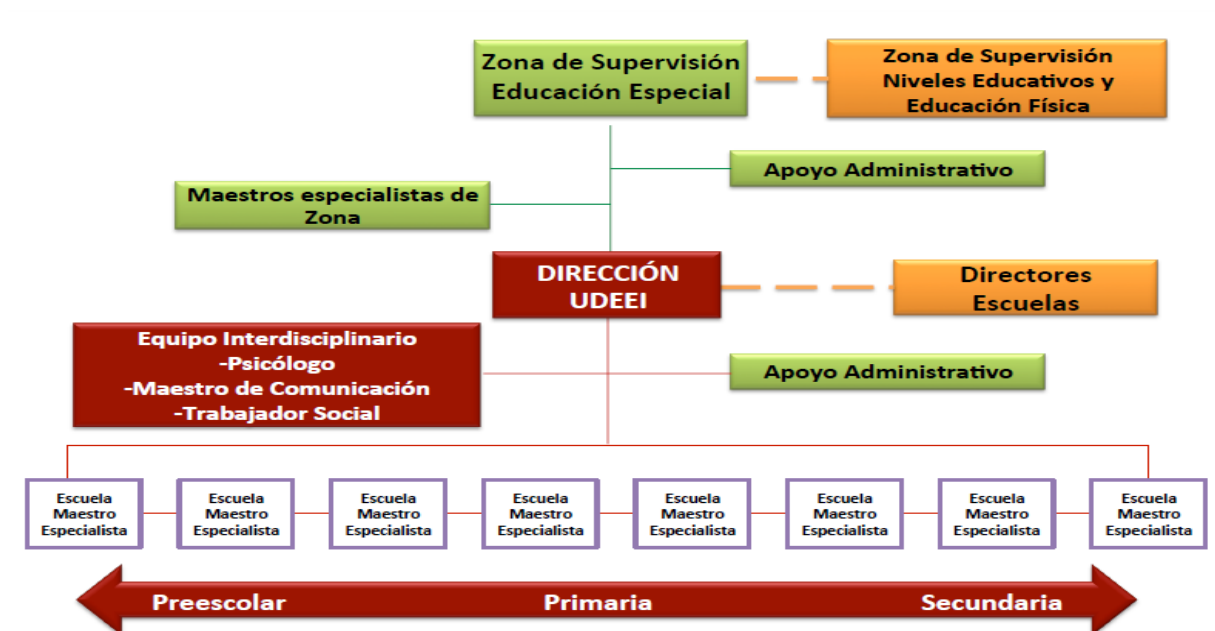 Zona de Supervisión
Educación Especial
Zona de Supervisión
Niveles Educativos y
Educación Física
Apoyo Administrativo
Maestros especialistas de
Zona
DIRECCIÓN
UDEEI
Directores
Escuelas
Equipo Interdisciplinario
-Psicólogo
-Maestro de Comunicación
-Trabajador Social
Apoyo Administrativo
Escuela
Maestro
Especialista
Escuela
Maestro
Especialista
Escuela
Maestro
Especialista
Escuela
Maestro
Especialista
Escuela
Maestro
Especialista
Escuela
Maestro
Especialista
Escuela
Maestro
Especialista
Escuela
Maestro
Especialista
Preescolar Primaria Secundaria